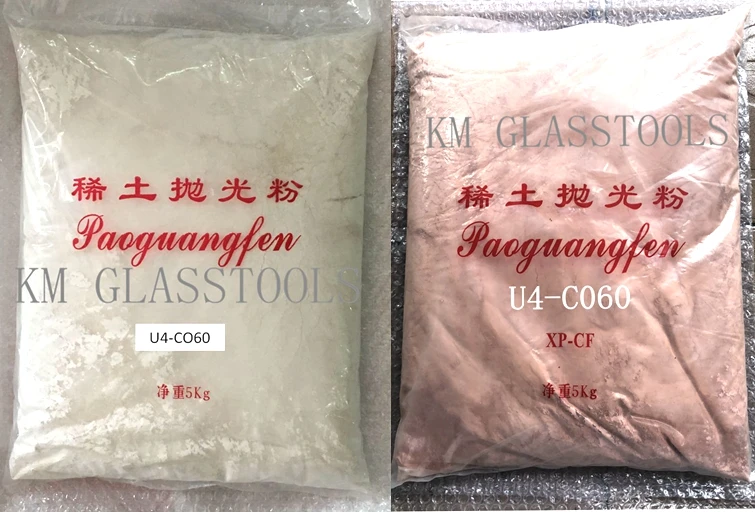 稀土抛光粉
Paoguangfen
KM GLASSTOOLS
U4-CO60
净重5Kg
KM GLASSTOOLS
稀土抛光粉
Paoguangfen
U4-C060
XP-CF
净重5Kg